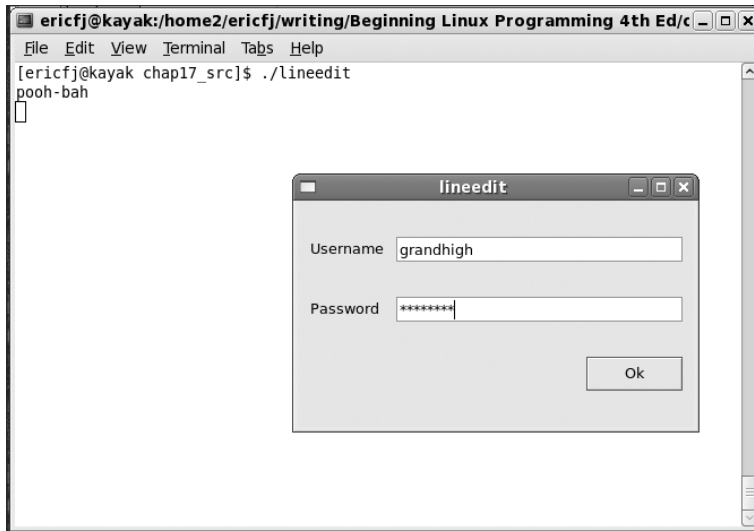 ericfj@kayak:/home2/ericfj/writing/Beginning Linux Programming 4th Ed/c
File Edit View Terminal Tabs Help
[ericfj@kayak chap17_src]$ ./lineedit
pooh-bah
lineedit
Username grandhigh
Password ********
Ok